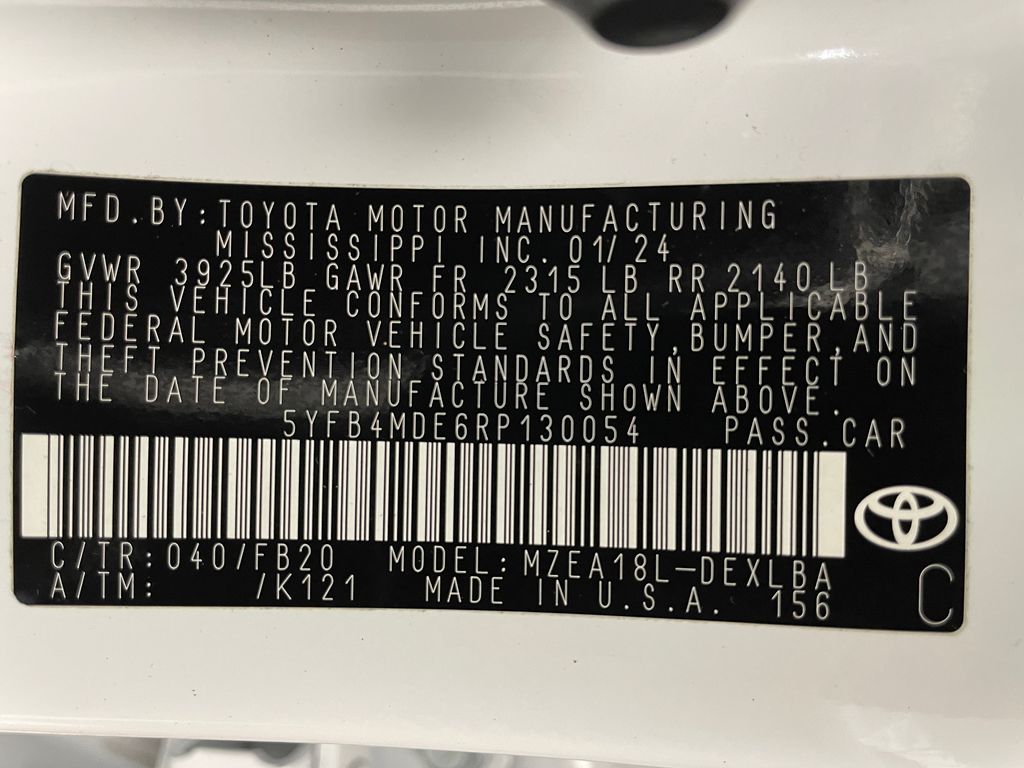 MFD.BY:TOYOTA MOTOR MANUFACTURING
MISSISSIPPI INC. 01/24
GVWR 3925LB GAWR FR 2315 LB RR 2140 LB
THIS VEHICLE CONFORMS TO ALL APPLICABLE
FEDERAL MOTOR VEHICLE SAFETY,BUMPER,AND
THEFT PREVENTION STANDARDS IN EFFECT ON
THE DATE OF MANUFACTURE SHOWN ABOVE.
5YFB4MDE6RP130054 PASS.CAR
C/TR:040/FB20 MODEL:MZEA18L-DEXLBA
A/TM: /K121 MADE IN U.S.A. 156
C